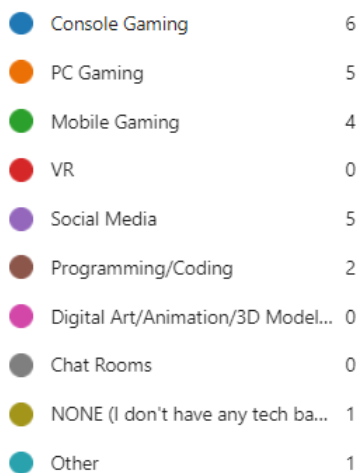 Console Gaming 6
PC Gaming 5
Mobile Gaming 4
VR 0
Social Media 5
Programming/Coding 2
Digital Art/Animation/3D Model... 0
Chat Rooms 0
NONE (I don't have any tech ba... 1
Other 1